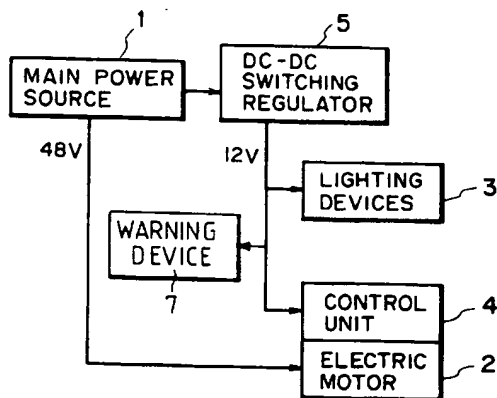 1
5
MAIN POWER
SOURCE
DC-DC
SWITCHING
REGULATOR
48V
12V
LIGHTING
DEVICES
3
WARNING
DEVICE
7
CONTROL
UNIT
4
ELECTRIC
MOTOR
2